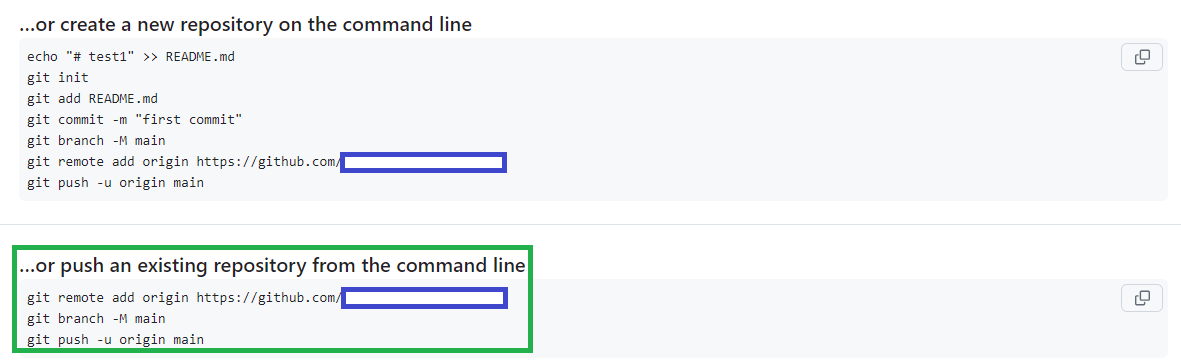 ...or create a new repository on the command line
echo "# test1" >> README.md
git init
git add README.md
git commit -m "first commit"
git branch -M main
git remote add origin https://github.com/
git push -u origin main
...or push an existing repository from the command line
git remote add origin https://github.com/
git branch -M main
git push -u origin main